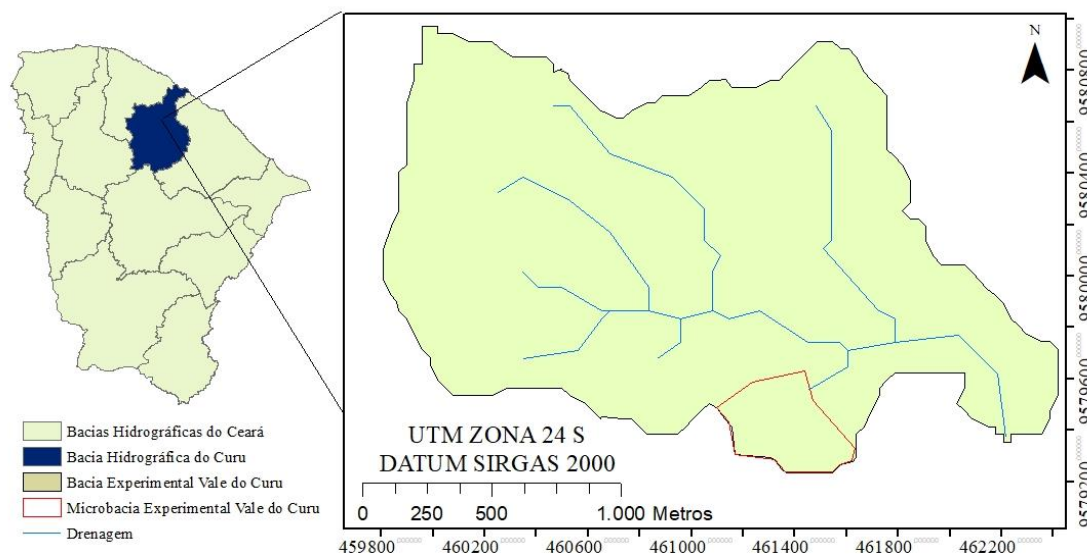 N
Bacias Hidrográficas do Ceará
Bacia Hidrográfica do Curu
Bacia Experimental Vale do Curu
Microbacia Experimental Vale do Curu
Drenagem
UTM ZONA 24 S
DATUM SIRGAS 2000
0 250 500 1.000 Metros
459800 460200 460600 461000 461400 461800 462200
9580800
9580400
9580000
9579600
9579200